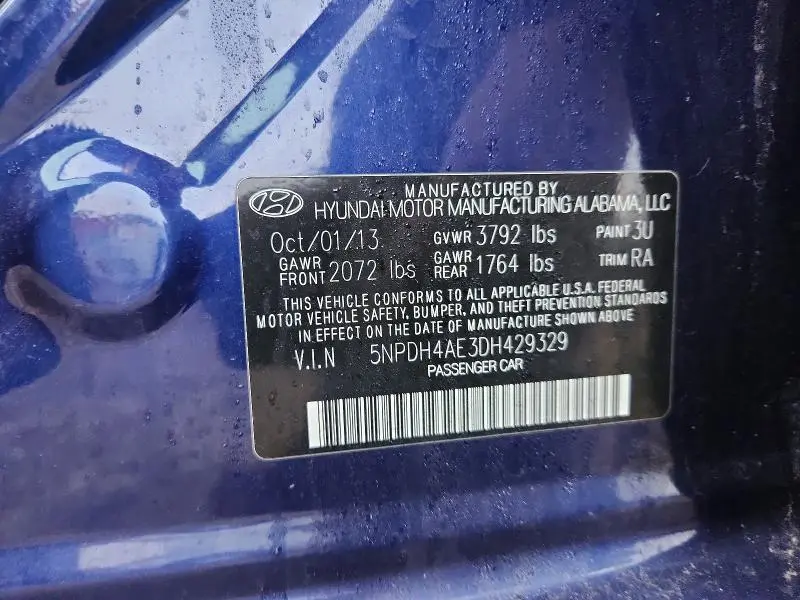 MANUFACTURED BY
HYUNDAI MOTOR MANUFACTURING ALABAMA, LLC
Oct/01/13 GVWR 3792 lbs PAINT 3U
GAWR FRONT 2072 lbs GAWR REAR 1764 lbs TRIM RA
THIS VEHICLE CONFORMS TO ALL APPLICABLE U.S.A. FEDERAL
MOTOR VEHICLE SAFETY, BUMPER, AND THEFT PREVENTION STANDARDS
IN EFFECT ON THE DATE OF MANUFACTURE SHOWN ABOVE
V.I.N 5NPDH4AE3DH429329
PASSENGER CAR